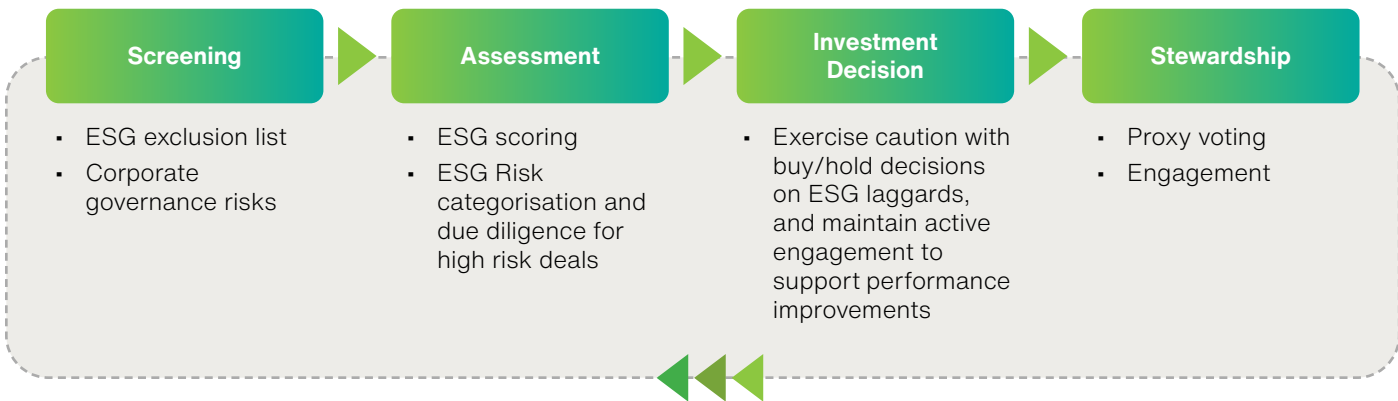 Screening
▪ ESG exclusion list
▪ Corporate
governance risks
Assessment
▪ ESG scoring
▪ ESG Risk
categorisation and
due diligence for
high risk deals
Investment
Decision
▪ Exercise caution with
buy/hold decisions
on ESG laggards,
and maintain active
engagement to
support performance
improvements
Stewardship
▪ Proxy voting
▪ Engagement